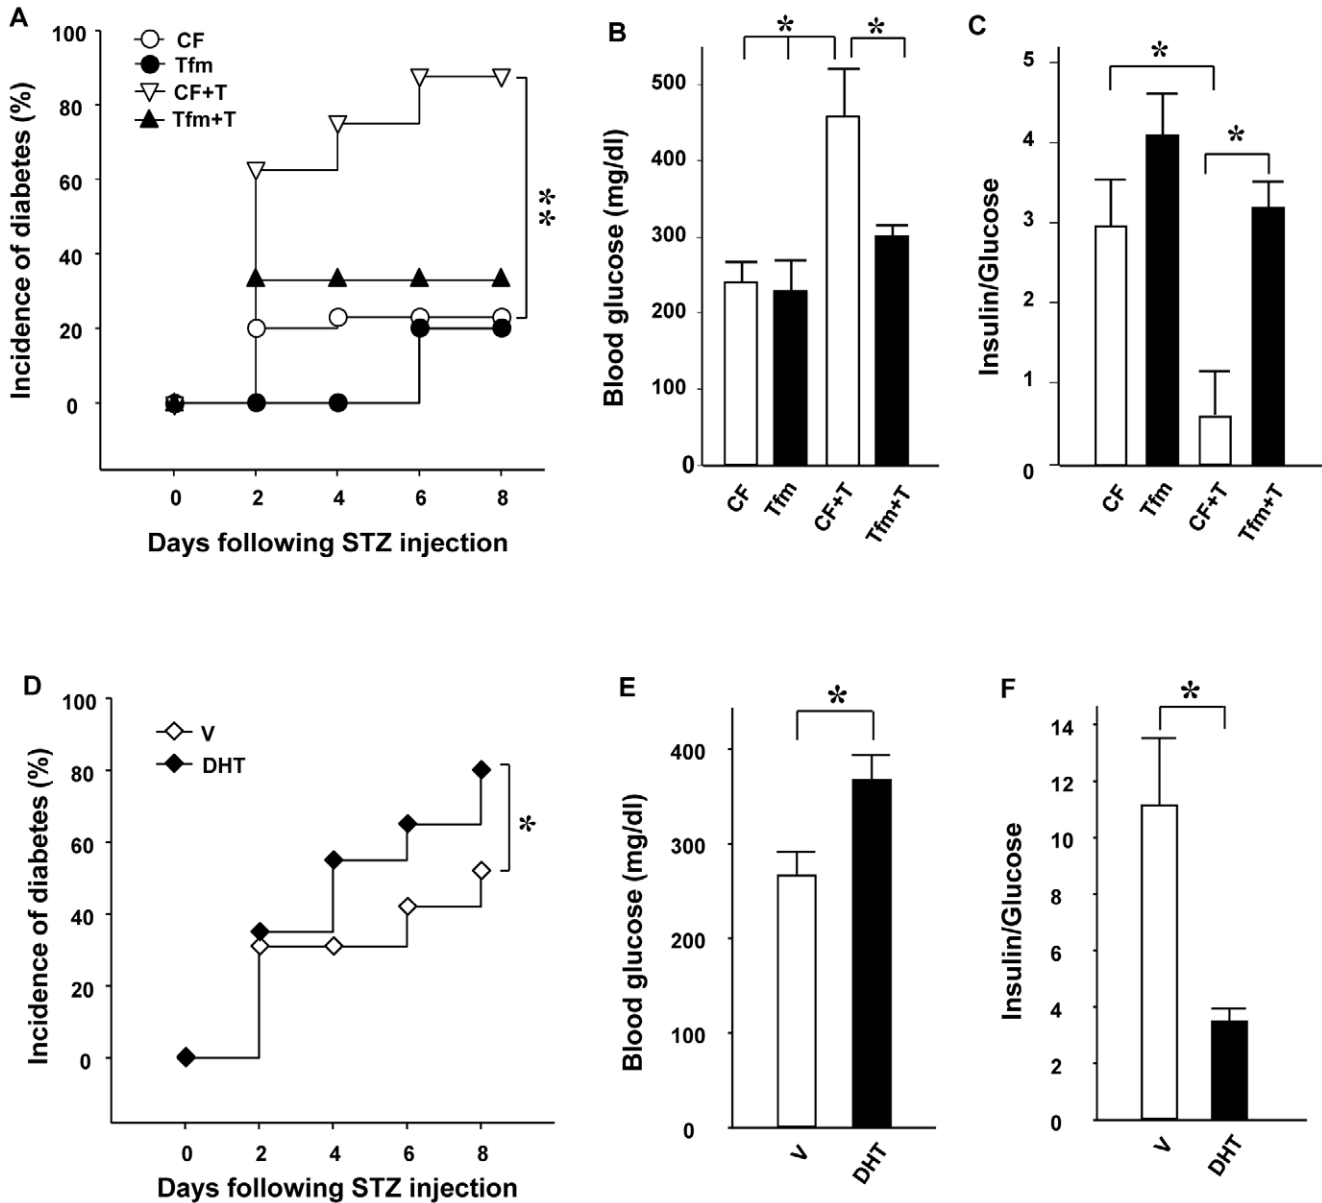 A
Incidence of diabetes (%)
100
80
60
40
20
0
CF
Tfm
CF+T
Tfm+T
**
0 2 4 6 8
Days following STZ injection
B
Blood glucose (mg/dl)
500
400
300
200
100
0
* *
CF Tfm CF+T Tfm+T
C
Insulin/Glucose
5
4
3
2
1
0
*
*
CF Tfm CF+T Tfm+T
D
Incidence of diabetes (%)
100
80
60
40
20
0
V
DHT
*
0 2 4 6 8
Days following STZ injection
E
Blood glucose (mg/dl)
400
300
200
100
0
*
V DHT
F
Insulin/Glucose
14
12
10
8
6
4
2
0
*
V DHT